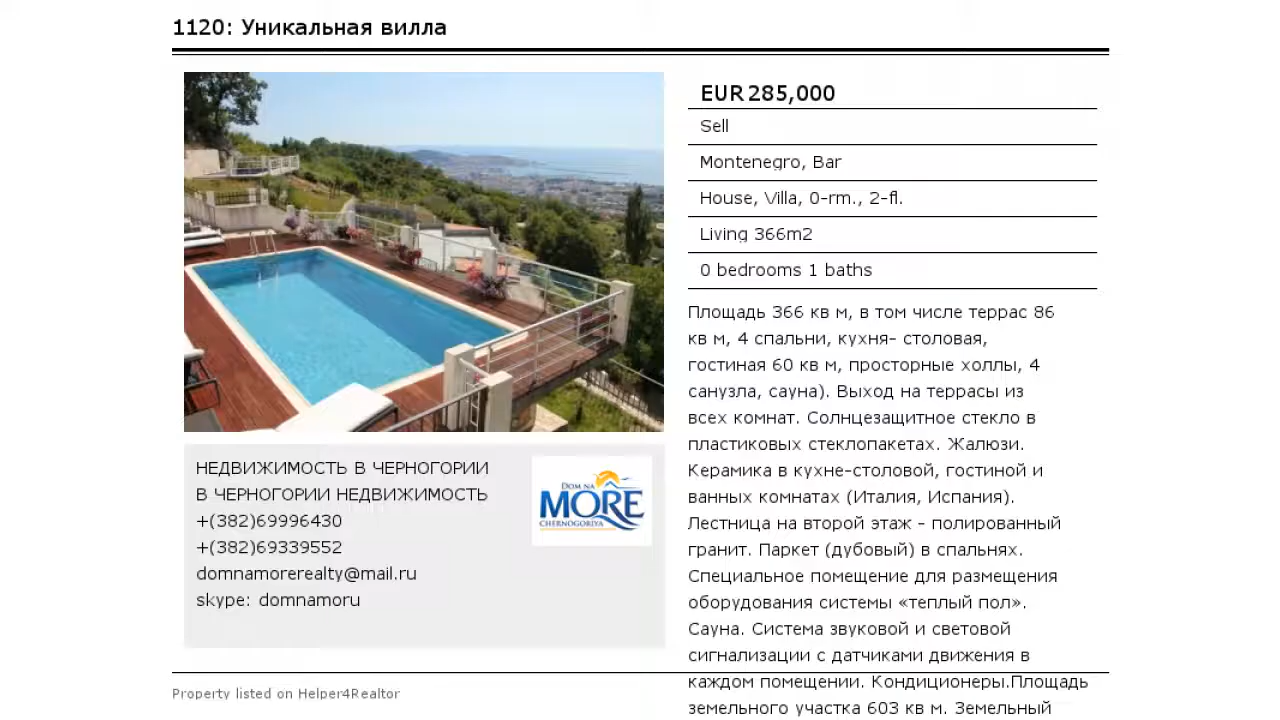 1120: Уникальная вилла
EUR 285,000
Sell
Montenegro, Bar
House, Villa, 0-rm., 2-fl.
Living 366m2
0 bedrooms 1 baths
Площадь 366 кв м, в том числе террас 86
кв м, 4 спальни, кухня- столовая,
гостиная 60 кв м, просторные холлы, 4
санузла, сауна). Выход на террасы из
всех комнат. Солнцезащитное стекло в
пластиковых стеклопакетах. Жалюзи.
Керамика в кухне-столовой, гостиной и
ванных комнатах (Италия, Испания).
Лестница на второй этаж - полированный
гранит. Паркет (дубовый) в спальнях.
Специальное помещение для размещения
оборудования системы «теплый пол».
Сауна. Система звуковой и световой
сигнализации с датчиками движения в
каждом помещении. Кондиционеры.Площадь
земельного участка 603 кв м. Земельный
НЕДВИЖИМОСТЬ В ЧЕРНОГОРИИ
В ЧЕРНОГОРИИ НЕДВИЖИМОСТЬ
+(382)69996430
+(382)69339552
domnamorerealty@mail.ru
skype: domnamoru
DOM NA
MORE
CHERNOGORIYA
Property listed on Helper4Realtor